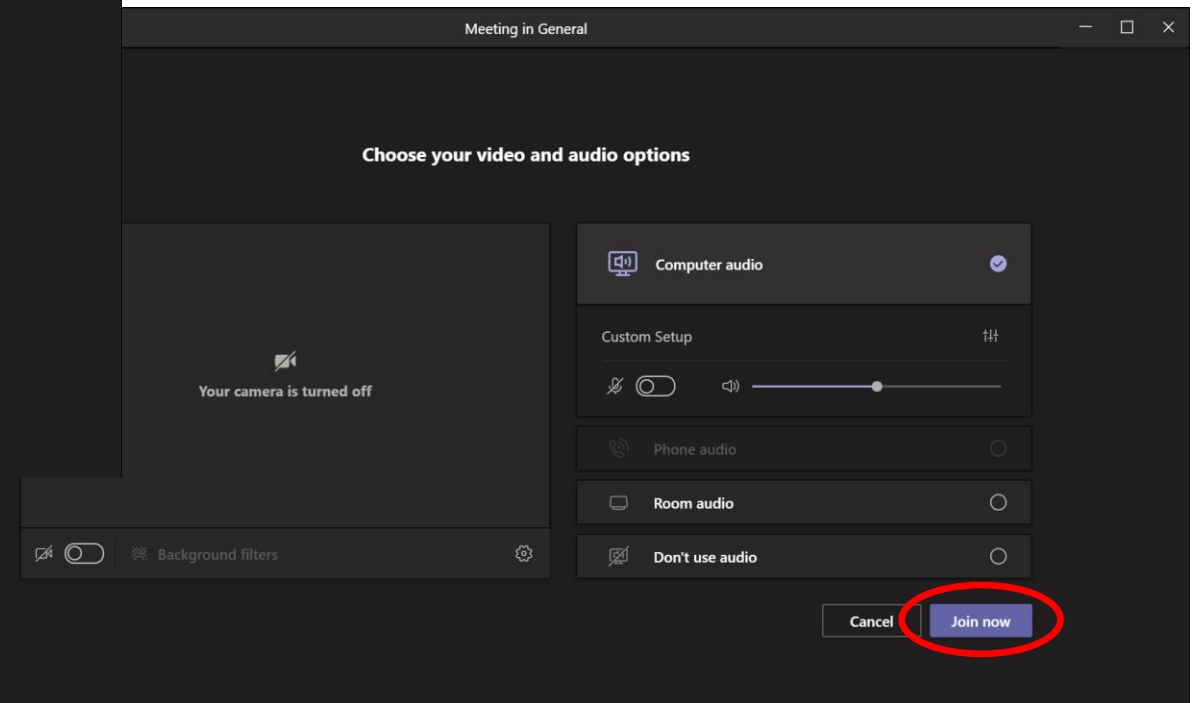 Meeting in General
Choose your video and audio options
Your camera is turned off
Background filters
Computer audio
Custom Setup
Phone audio
Room audio
Don't use audio
Cancel
Join now